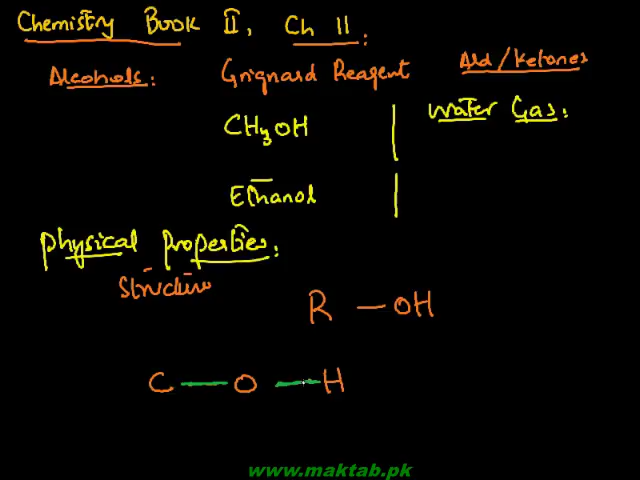 Chemistry Book II, Ch 11:
Alcohols: Grignard Reagent Ald/Ketones
Water Gas:
CH3OH
Ethanol
Physical Properties:
Structure
R — OH
C — O — H
www.maktab.pk